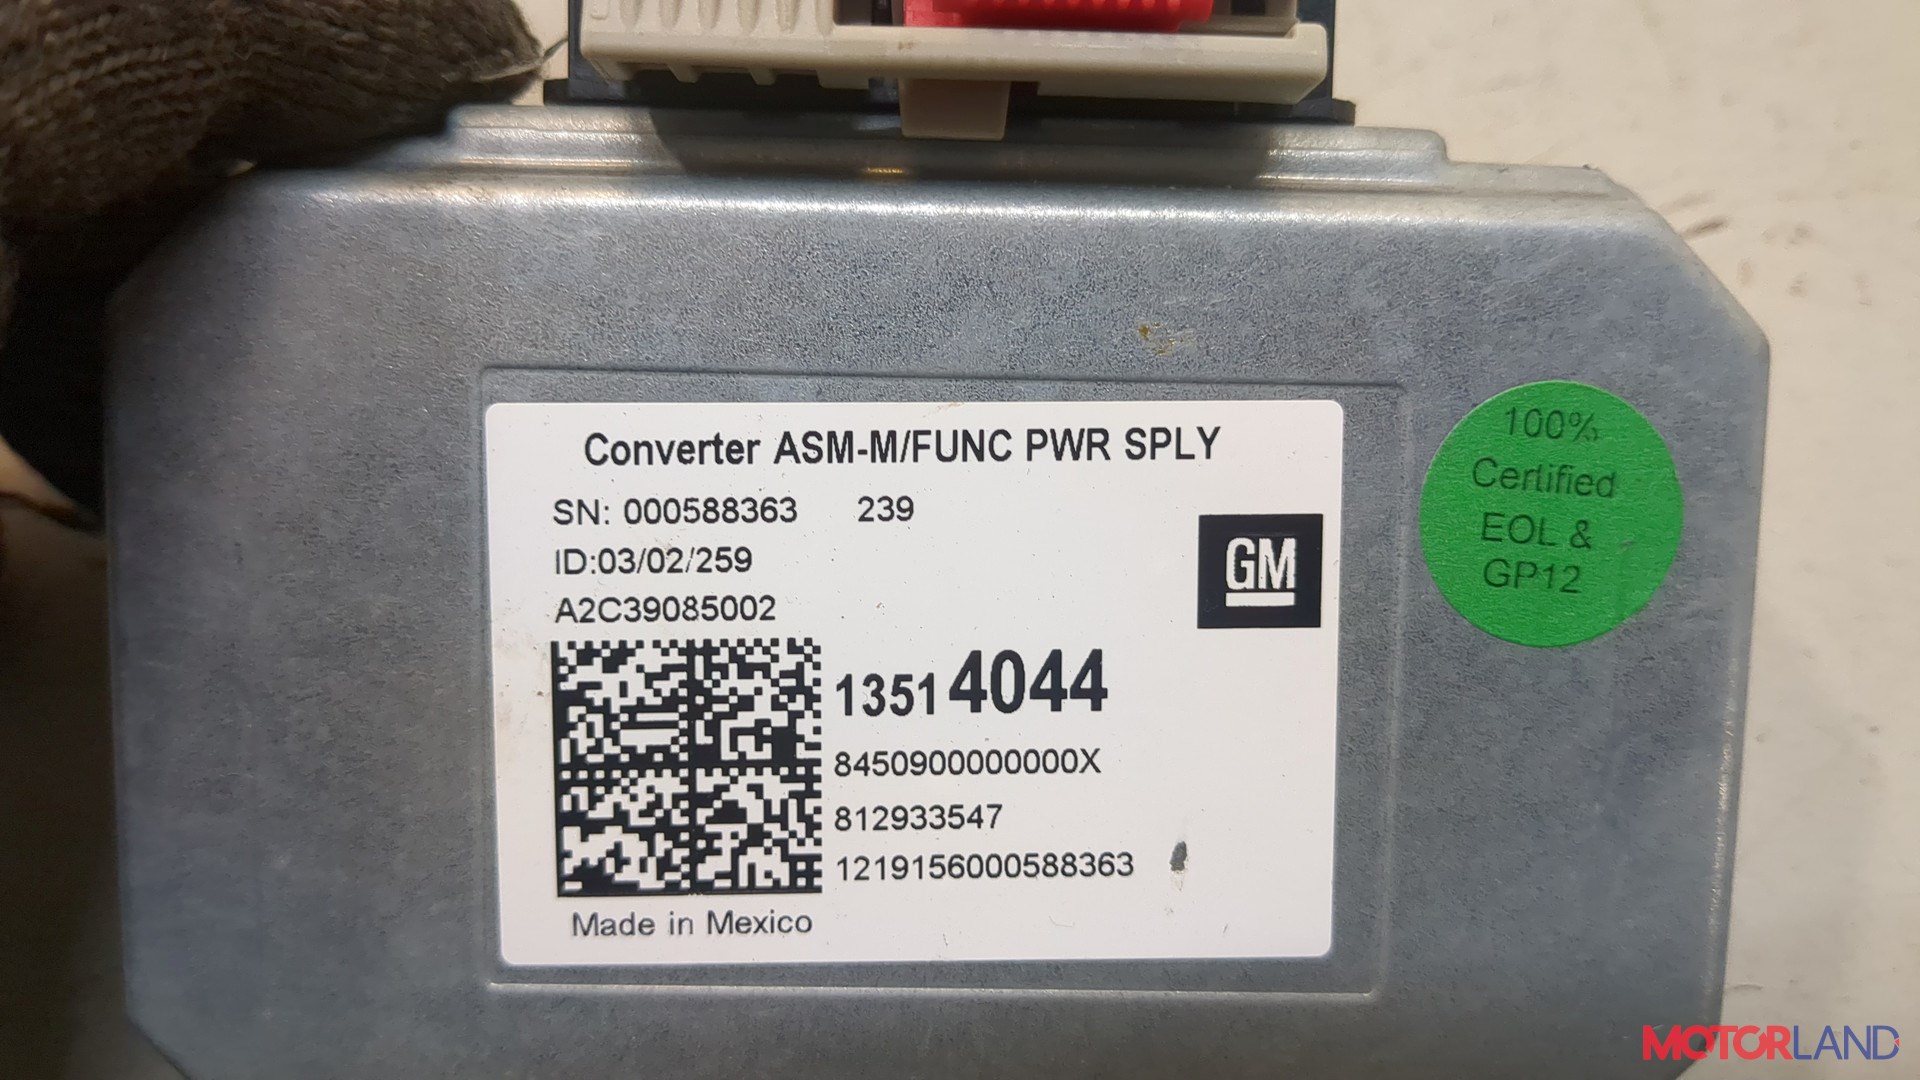 Converter ASM-M/FUNC PWR SPLY
SN: 000588363 239
ID:03/02/259
A2C39085002
GM
13514044
8450900000000X
812933547
1219156000588363
Made in Mexico
100%
Certified
EOL &
GP12
MOTORLAND